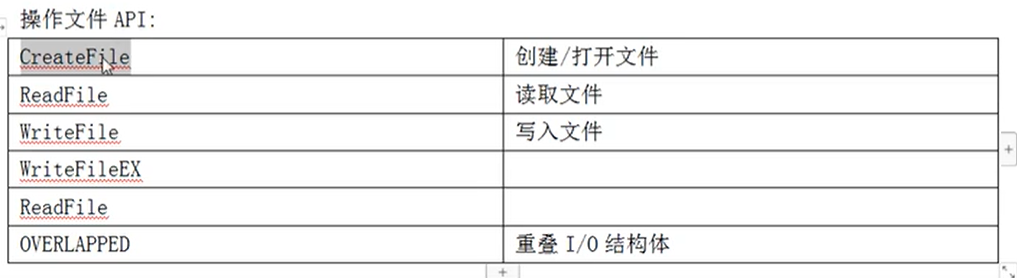 操作文件 API:
CreateFile 创建/打开文件
ReadFile 读取文件
WriteFile 写入文件
WriteFileEX
ReadFile
OVERLAPPED 重叠 I/O 结构体